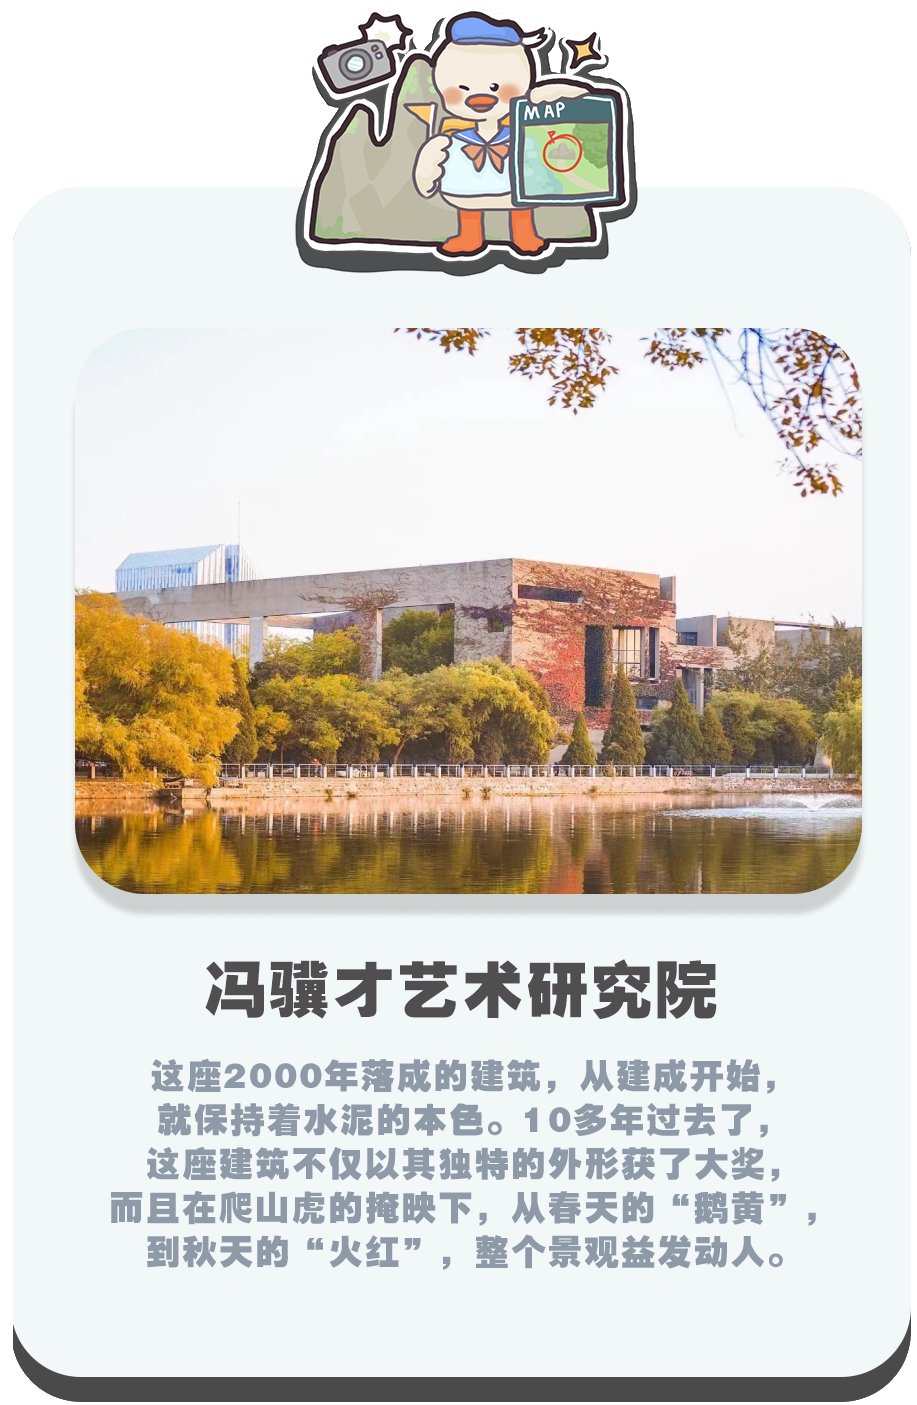 MAP
冯骥才艺术研究院
这座2000年落成的建筑，从建成开始，
就保持着水泥的本色。10多年过去了，
这座建筑不仅以其独特的外形获了大奖，
而且在爬山虎的掩映下，从春天的“鹅黄”，
到秋天的“火红”，整个景观益发动人。